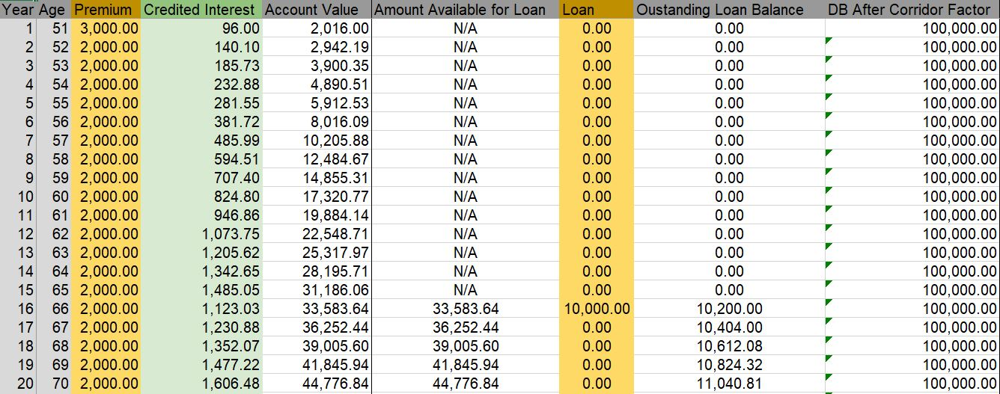 Year Age Premium Credited Interest Account Value Amount Available for Loan Loan Oustanding Loan Balance DB After Corridor Factor
1 51 3,000.00 96.00 2,016.00 N/A 0.00 0.00 100,000.00
2 52 2,000.00 140.10 2,942.19 N/A 0.00 0.00 100,000.00
3 53 2,000.00 185.73 3,900.35 N/A 0.00 0.00 100,000.00
4 54 2,000.00 232.88 4,890.51 N/A 0.00 0.00 100,000.00
5 55 2,000.00 281.55 5,912.53 N/A 0.00 0.00 100,000.00
6 56 2,000.00 381.72 8,016.09 N/A 0.00 0.00 100,000.00
7 57 2,000.00 485.99 10,205.88 N/A 0.00 0.00 100,000.00
8 58 2,000.00 594.51 12,484.67 N/A 0.00 0.00 100,000.00
9 59 2,000.00 707.40 14,855.31 N/A 0.00 0.00 100,000.00
10 60 2,000.00 824.80 17,320.77 N/A 0.00 0.00 100,000.00
11 61 2,000.00 946.86 19,884.14 N/A 0.00 0.00 100,000.00
12 62 2,000.00 1,073.75 22,548.71 N/A 0.00 0.00 100,000.00
13 63 2,000.00 1,205.62 25,317.97 N/A 0.00 0.00 100,000.00
14 64 2,000.00 1,342.65 28,195.71 N/A 0.00 0.00 100,000.00
15 65 2,000.00 1,485.05 31,186.06 N/A 0.00 0.00 100,000.00
16 66 2,000.00 1,123.03 33,583.64 33,583.64 10,000.00 10,200.00 100,000.00
17 67 2,000.00 1,230.88 36,252.44 36,252.44 0.00 10,404.00 100,000.00
18 68 2,000.00 1,352.07 39,005.60 39,005.60 0.00 10,612.08 100,000.00
19 69 2,000.00 1,477.22 41,845.94 41,845.94 0.00 10,824.32 100,000.00
20 70 2,000.00 1,606.48 44,776.84 44,776.84 0.00 11,040.81 100,000.00